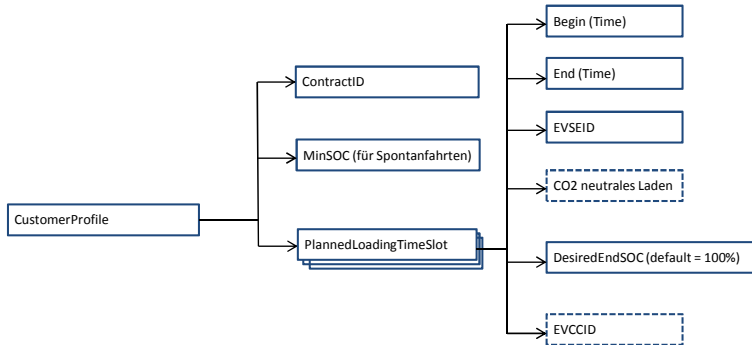 Begin (Time)
ContractID
End (Time)
EVSEID
MinSOC (für Spontanfahrten)
CO2 neutrales Laden
CustomerProfile
PlannedLoadingTimeSlot
DesiredEndSOC (default = 100%)
EVCCID